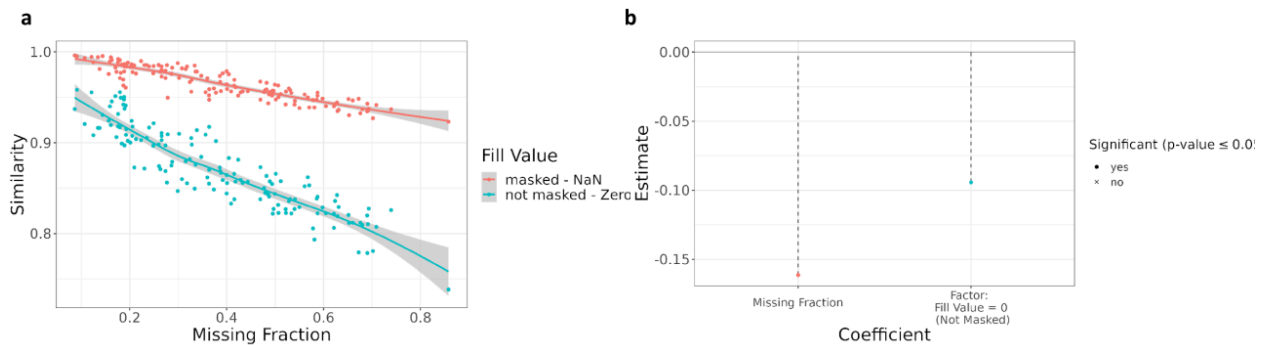 a
1.0
0.9
0.8
Similarity
0.2
0.4
0.6
0.8
Missing Fraction
Fill Value
masked - NaN
not masked - Zero
b
0.00
-0.05
-0.10
-0.15
Estimate
Missing Fraction
Factor:
Fill Value = 0
(Not Masked)
Coefficient
Significant (p-value ≤ 0.05
yes
no